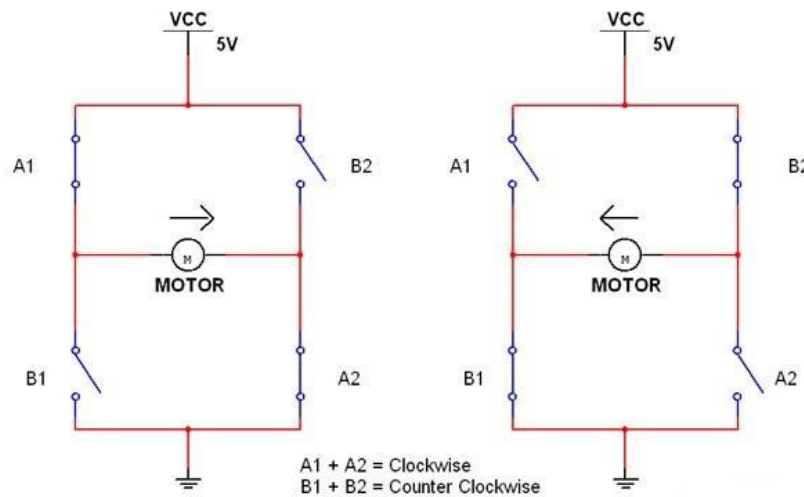 VCC
5V
A1
B2
M
MOTOR
B1
A2
VCC
5V
A1
B2
M
MOTOR
B1
A2
A1 + A2 = Clockwise
B1 + B2 = Counter Clockwise